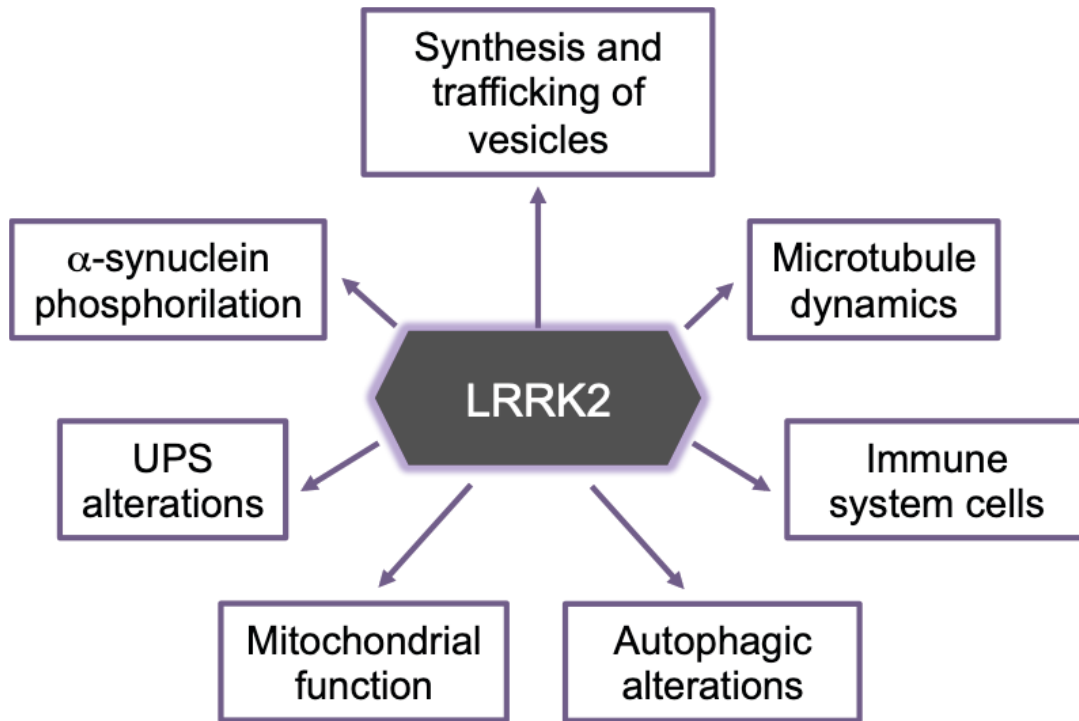 Synthesis and
trafficking of
vesicles
α-synuclein
phosphorilation
Microtubule
dynamics
LRRK2
UPS
alterations
Immune
system cells
Mitochondrial
function
Autophagic
alterations